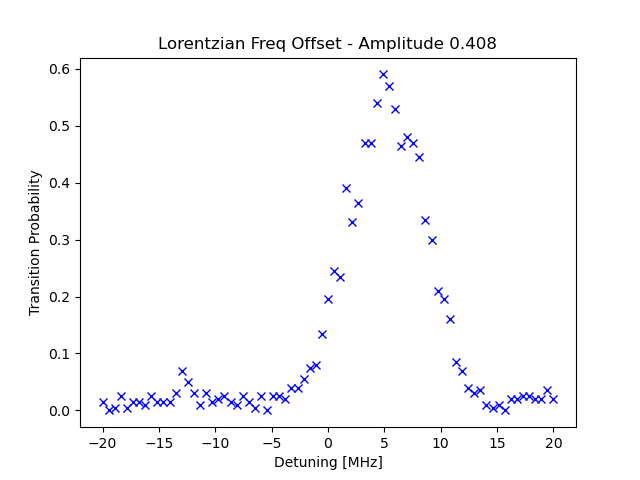 Lorentzian Freq Offset - Amplitude 0.408
0.6
0.5
0.4
0.3
0.2
0.1
0.0
Transition Probability
−20 −15 −10 −5 0 5 10 15 20
Detuning [MHz]